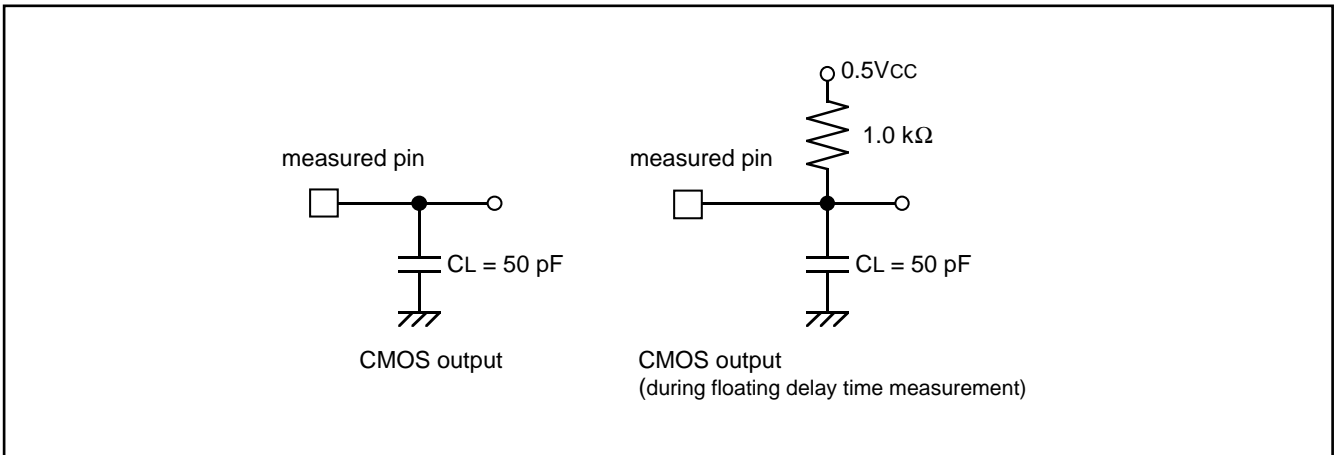 measured pin
CL = 50 pF
CMOS output
0.5VCC
1.0 kΩ
measured pin
CL = 50 pF
CMOS output
(during floating delay time measurement)